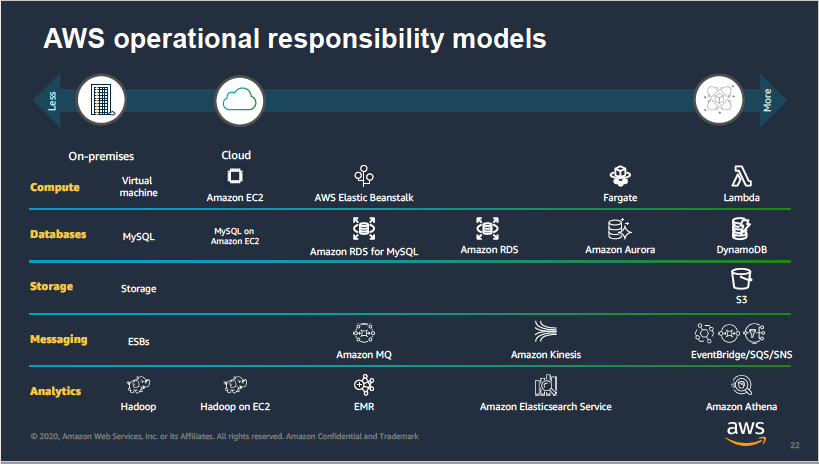 AWS operational responsibility models
Less
More
On-premises
Cloud
Compute
Virtual
machine
Amazon EC2
AWS Elastic Beanstalk
Fargate
Lambda
Databases
MySQL
MySQL on
Amazon EC2
Amazon RDS for MySQL
Amazon RDS
Amazon Aurora
DynamoDB
Storage
Storage
S3
Messaging
ESBs
Amazon MQ
Amazon Kinesis
EventBridge/SQS/SNS
Analytics
Hadoop
Hadoop on EC2
EMR
Amazon Elasticsearch Service
Amazon Athena
© 2020, Amazon Web Services, Inc. or its Affiliates. All rights reserved. Amazon Confidential and Trademark
aws
22